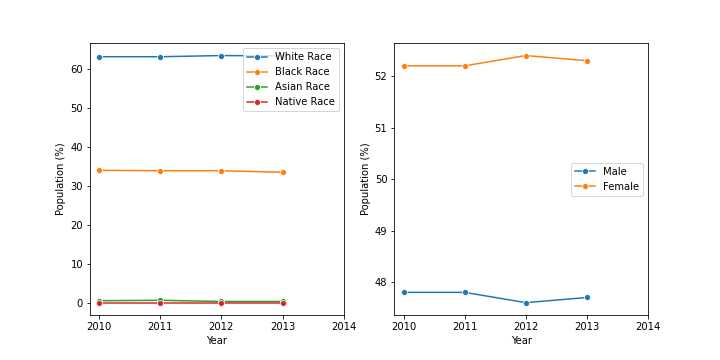 60
50
40
30
20
10
0
Population (%)
2010 2011 2012 2013 2014
Year
White Race
Black Race
Asian Race
Native Race
52
51
50
49
48
Population (%)
2010 2011 2012 2013 2014
Year
Male
Female